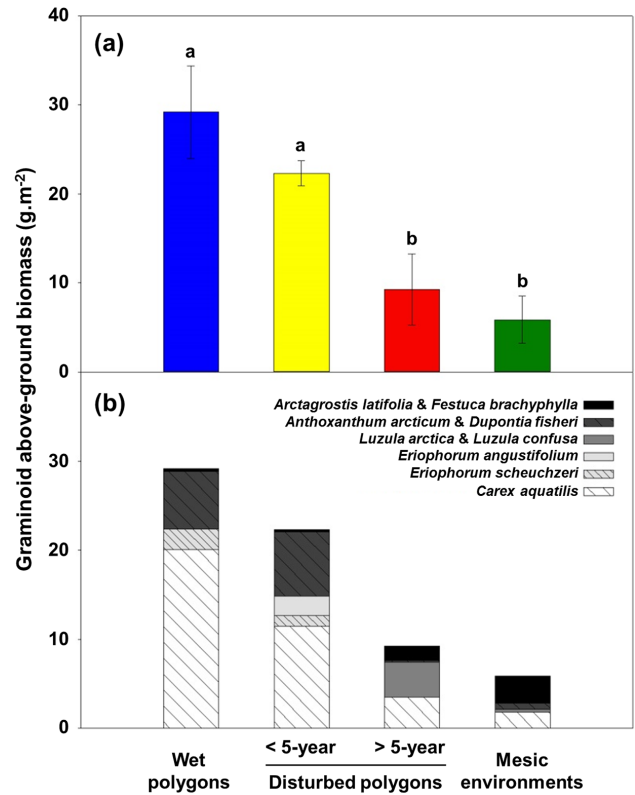 (a)
40
30
20
10
0
a
a
b
b
Graminoid above-ground biomass (g.m-2)
(b)
Arctagrostis latifolia & Festuca brachyphylla
Anthoxanthum arcticum & Dupontia fisheri
Luzula arctica & Luzula confusa
Eriophorum angustifolium
Eriophorum scheuchzeri
Carex aquatilis
30
20
10
0
Wet
polygons
< 5-year
> 5-year
Disturbed polygons
Mesic
environments